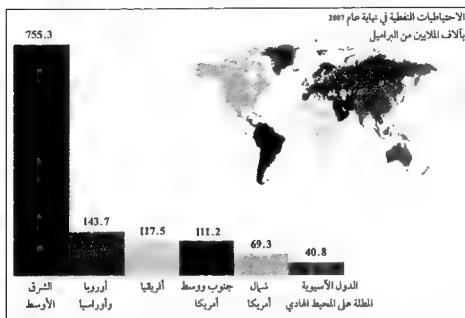 الاحتياطيات النفطية في نهاية عام 2007
بآلاف الملايين من البراميل
755.3
143.7
117.5
111.2
69.3
40.8
الشرق
الأوسط
أوروبا
وأوراسيا
أفريقيا
جنوب ووسط
أمريكا
شمال
أمريكا
الدول الآسيوية
المطلة على المحيط الهادي